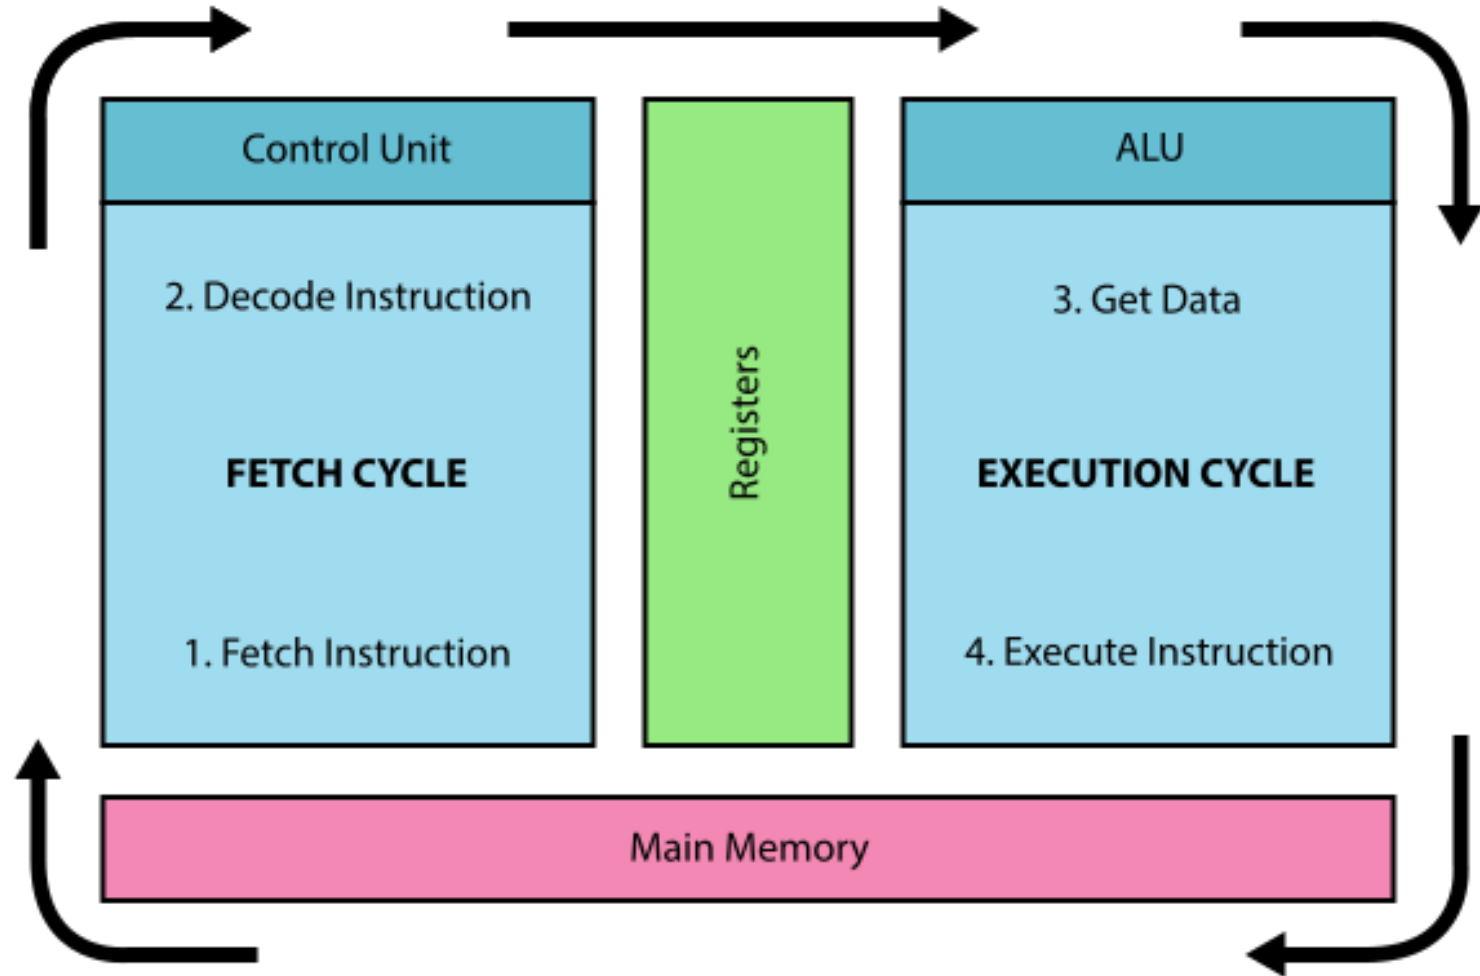 Control Unit
2. Decode Instruction
FETCH CYCLE
1. Fetch Instruction
Registers
ALU
3. Get Data
EXECUTION CYCLE
4. Execute Instruction
Main Memory